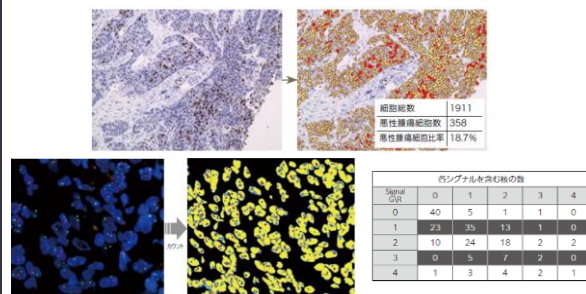 細胞総数 1911
悪性腫瘍細胞数 358
悪性腫瘍細胞比率 18.7%
カウント
各シグナルを含む核の数
Signal G\R 0 1 2 3 4
0 40 5 1 1 0
1 23 35 13 1 0
2 10 24 18 2 2
3 0 5 7 2 0
4 1 3 4 2 1